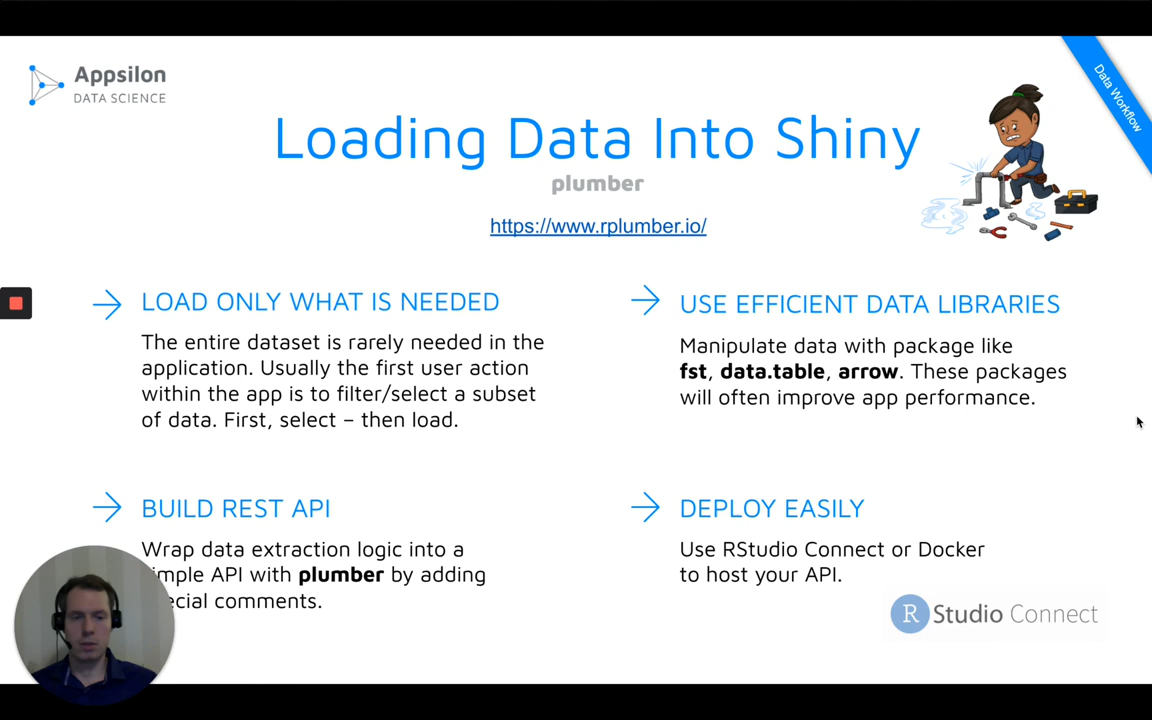 Appsilon
DATA SCIENCE
Data Workflow
Loading Data Into Shiny
plumber
https://www.rplumber.io/
LOAD ONLY WHAT IS NEEDED
The entire dataset is rarely needed in the
application. Usually the first user action
within the app is to filter/select a subset
of data. First, select – then load.
USE EFFICIENT DATA LIBRARIES
Manipulate data with package like
fst, data.table, arrow. These packages
will often improve app performance.
BUILD REST API
Wrap data extraction logic into a
imple API with plumber by adding
ecial comments.
DEPLOY EASILY
Use RStudio Connect or Docker
to host your API.
R Studio Connect